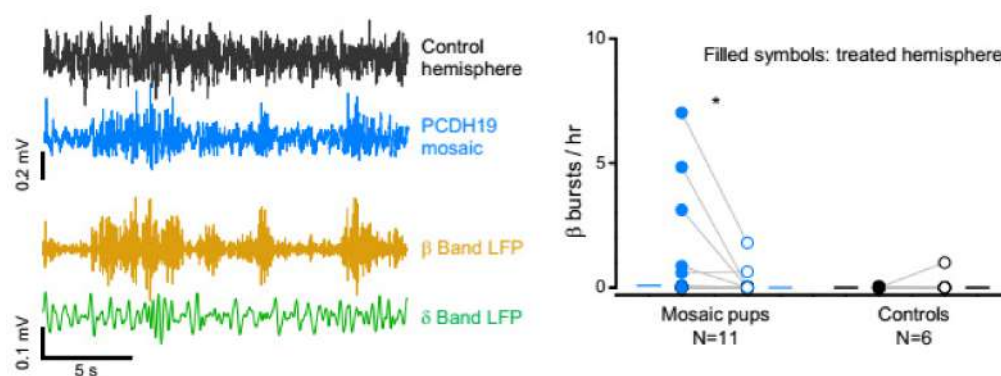 Control
hemisphere
PCDH19
mosaic
0.2 mV
β Band LFP
δ Band LFP
0.1 mV
5 s
10
Filled symbols: treated hemisphere
*
5
β bursts / hr
0
Mosaic pups
N=11
Controls
N=6